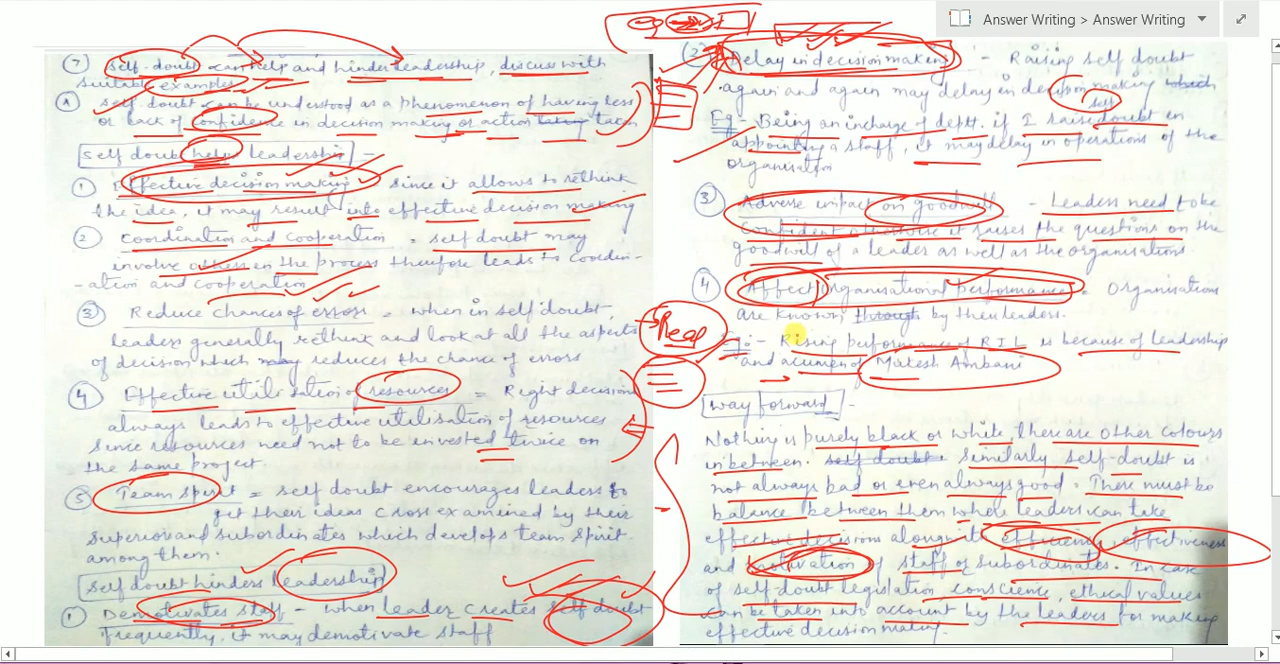 Answer Writing > Answer Writing
7 Self-doubt can help and hinder leadership, discuss with
suitable examples.
A Self doubt can be understood as a phenomenon of having less
or lack of confidence in decision making or action taking taken
Self doubt help leadership -
1 Effective decision making - since it allows to rethink
the idea, it may result into effective decision making
2 Coordination and Cooperation = self doubt may
involve others in the process therefore leads to coordin-
-ation and cooperation
3 Reduce chances of errors = when in self doubt,
Leaders generally rethink and look at all the aspects
of decision which may reduces the chance of errors
4 Effective utilisation of resources = Right decision
always leads to effective utilisation of resources
since resources need not to be invested twice on
the same project.
5 Team Spirit = self doubt encourages leaders to
get their ideas cross examined by their
superior and subordinates which develops team spirit
among them.
Self doubt hinders leadership
1 Demotivates staff - when leader creates self doubt
frequently, it may demotivate staff
eg
2 Delay in decision making - Raising self doubt
again and again may delay in decision making which
self
Eg - Being an incharge of deptt. if I raise doubt in
appointing a staff, it may delay in operations of the
organisation
3 Adverse impact on goodwill - Leaders need to be
confident otherwise it raises the questions on the
goodwill of a leader as well as the organisations
4 Affect organisational performance = Organisations
are known through by their leaders.
Eg:- Rising performance of RIL is because of leadership
and acumen of Mukesh Ambani
way forward -
Nothing is purely black or white, there are other colours
in between. self doubt Similarly self-doubt is
not always bad or even always good. There must be
balance between them where leaders can take
effective decisions alongwith efficiency, effectiveness
and motivation of staff or subordinates. In case
of self doubt legislation, conscience, ethical values
can be taken into account by the leaders for making
effective decision making.